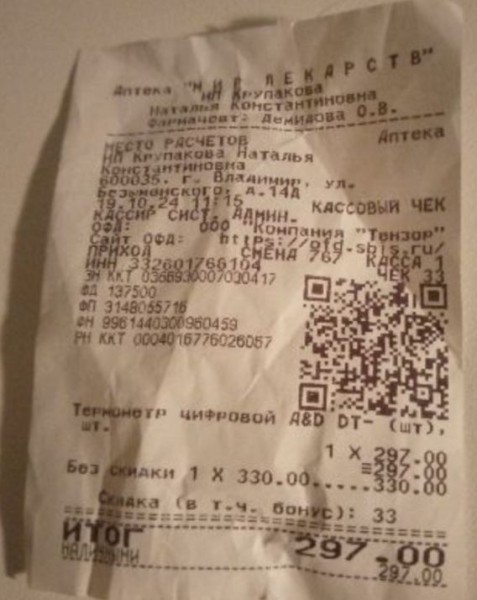 Аптека "МИР ЛЕКАРСТВ"
ИП Крупакова
Наталья Константиновна
Фармацевт: Демидова О.В.
МЕСТО РАСЧЕТОВ Аптека
ИП Крупакова Наталья
Константиновна
600035. г. Владимир, ул.
Безыменского, д.14д
19.10.24 11:15 КАССОВЫЙ ЧЕК
КАССИР СИСТ. АДМИН.
ОФД: ООО "Компания "Тензор"
Сайт ОФД: https://ofd.sbis.ru/
ПРИХОД СМЕНА 767 КАССА 1
ИНН 332601766104 ЧЕК 33
ЗН ККТ 0356930007030417
ФД 137500
ФП 3148055716
ФН 9961440300960459
РН ККТ 0004016776026057
Термометр цифровой A&D DT- (шт),
шт.
1 X 297.00
=297.00
Без скидки 1 X 330.00.....330.00
Скидка (в т.ч. бонус): 33
ИТОГ 297.00
НАЛИЧНЫМИ 297.00